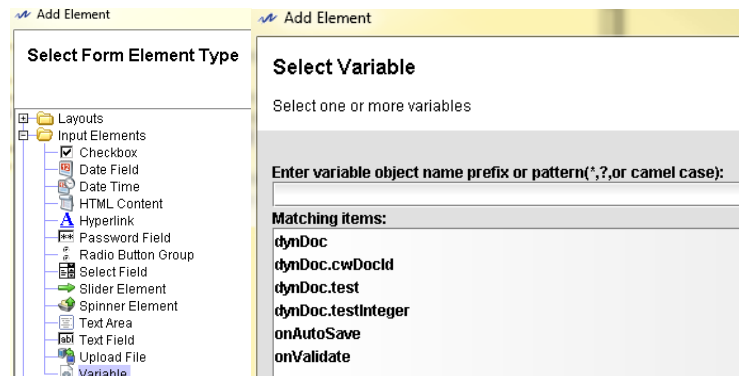 Add Element
Select Form Element Type
Layouts
Input Elements
Checkbox
Date Field
Date Time
HTML Content
A Hyperlink
Password Field
Radio Button Group
Select Field
Slider Element
Spinner Element
Text Area
Text Field
Upload File
Variable
Add Element
Select Variable
Select one or more variables
Enter variable object name prefix or pattern(*,?,or camel case):
Matching items:
dynDoc
dynDoc.cwDocId
dynDoc.test
dynDoc.testInteger
onAutoSave
onValidate